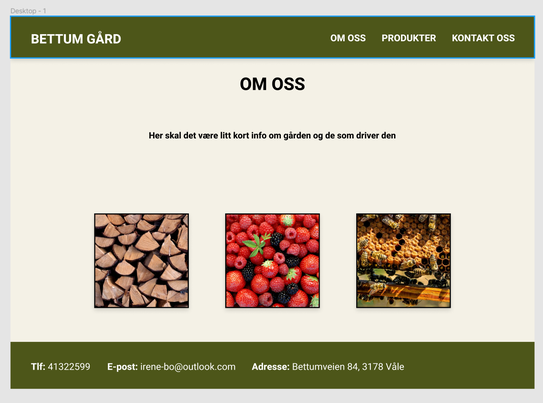 Desktop - 1
BETTUM GÅRD
OM OSS PRODUKTER KONTAKT OSS
OM OSS
Her skal det være litt kort info om gården og de som driver den
Tlf: 41322599 E-post: irene-bo@outlook.com Adresse: Bettumveien 84, 3178 Våle